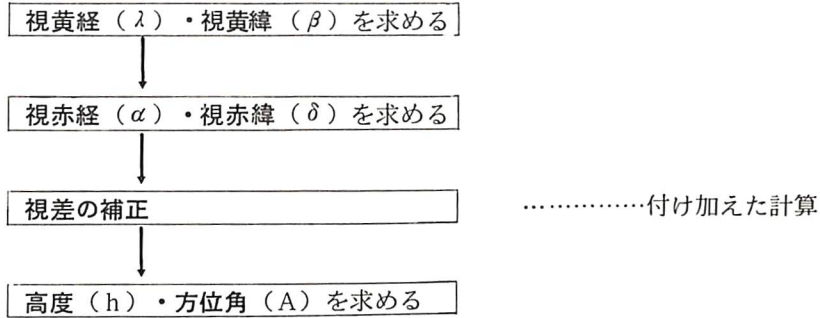 視黄経(λ)・視黄緯(β)を求める
視赤経(α)・視赤緯(δ)を求める
視差の補正 ……………付け加えた計算
高度(h)・方位角(A)を求める